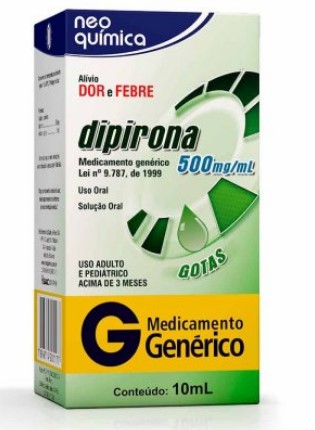 neo
química
Alívio
DOR e FEBRE
dipirona
500mg/mL
Medicamento genérico
Lei nº 9.787, de 1999
Uso Oral
Solução Oral
GOTAS
USO ADULTO
E PEDIÁTRICO
ACIMA DE 3 MESES
G Medicamento
Genérico
Conteúdo: 10mL